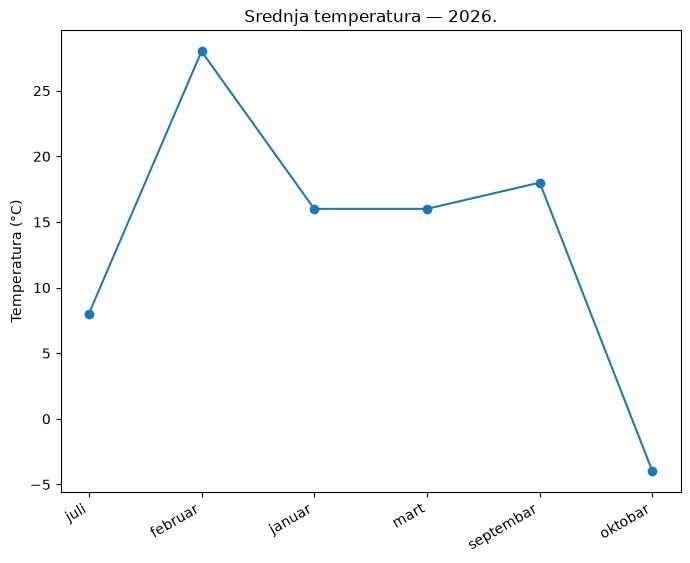 Srednja temperatura — 2026.
Temperatura (°C)
25
20
15
10
5
0
−5
juli
februar
januar
mart
septembar
oktobar